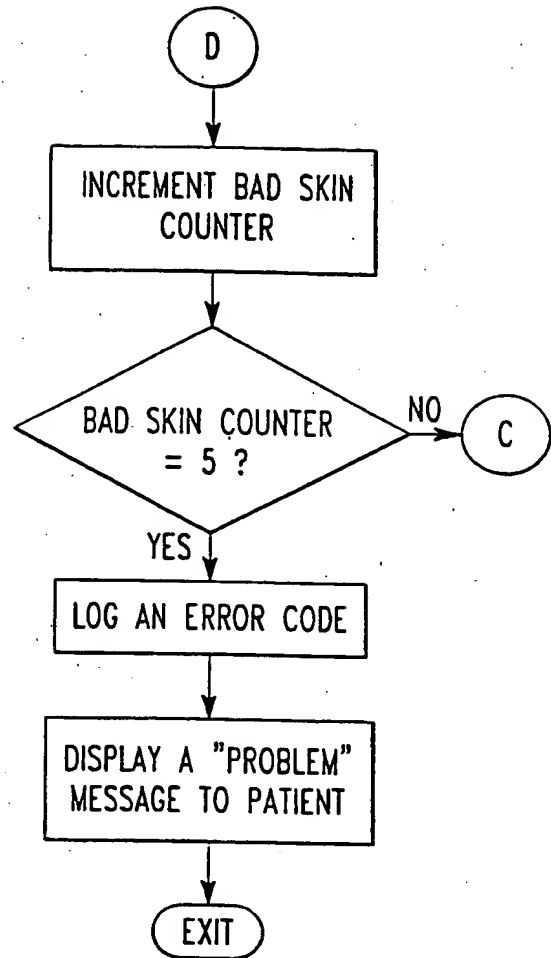 D
INCREMENT BAD SKIN
COUNTER
BAD SKIN COUNTER
= 5 ?
NO
C
YES
LOG AN ERROR CODE
DISPLAY A "PROBLEM"
MESSAGE TO PATIENT
EXIT